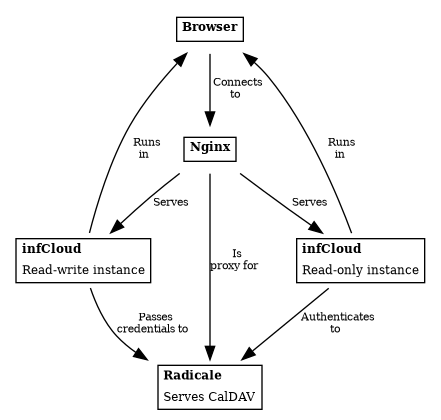 Browser
Connects
to
Runs
in
Runs
in
Nginx
Serves
Serves
infCloud
Read-write instance
Is
proxy for
infCloud
Read-only instance
Passes
credentials to
Authenticates
to
Radicale
Serves CalDAV